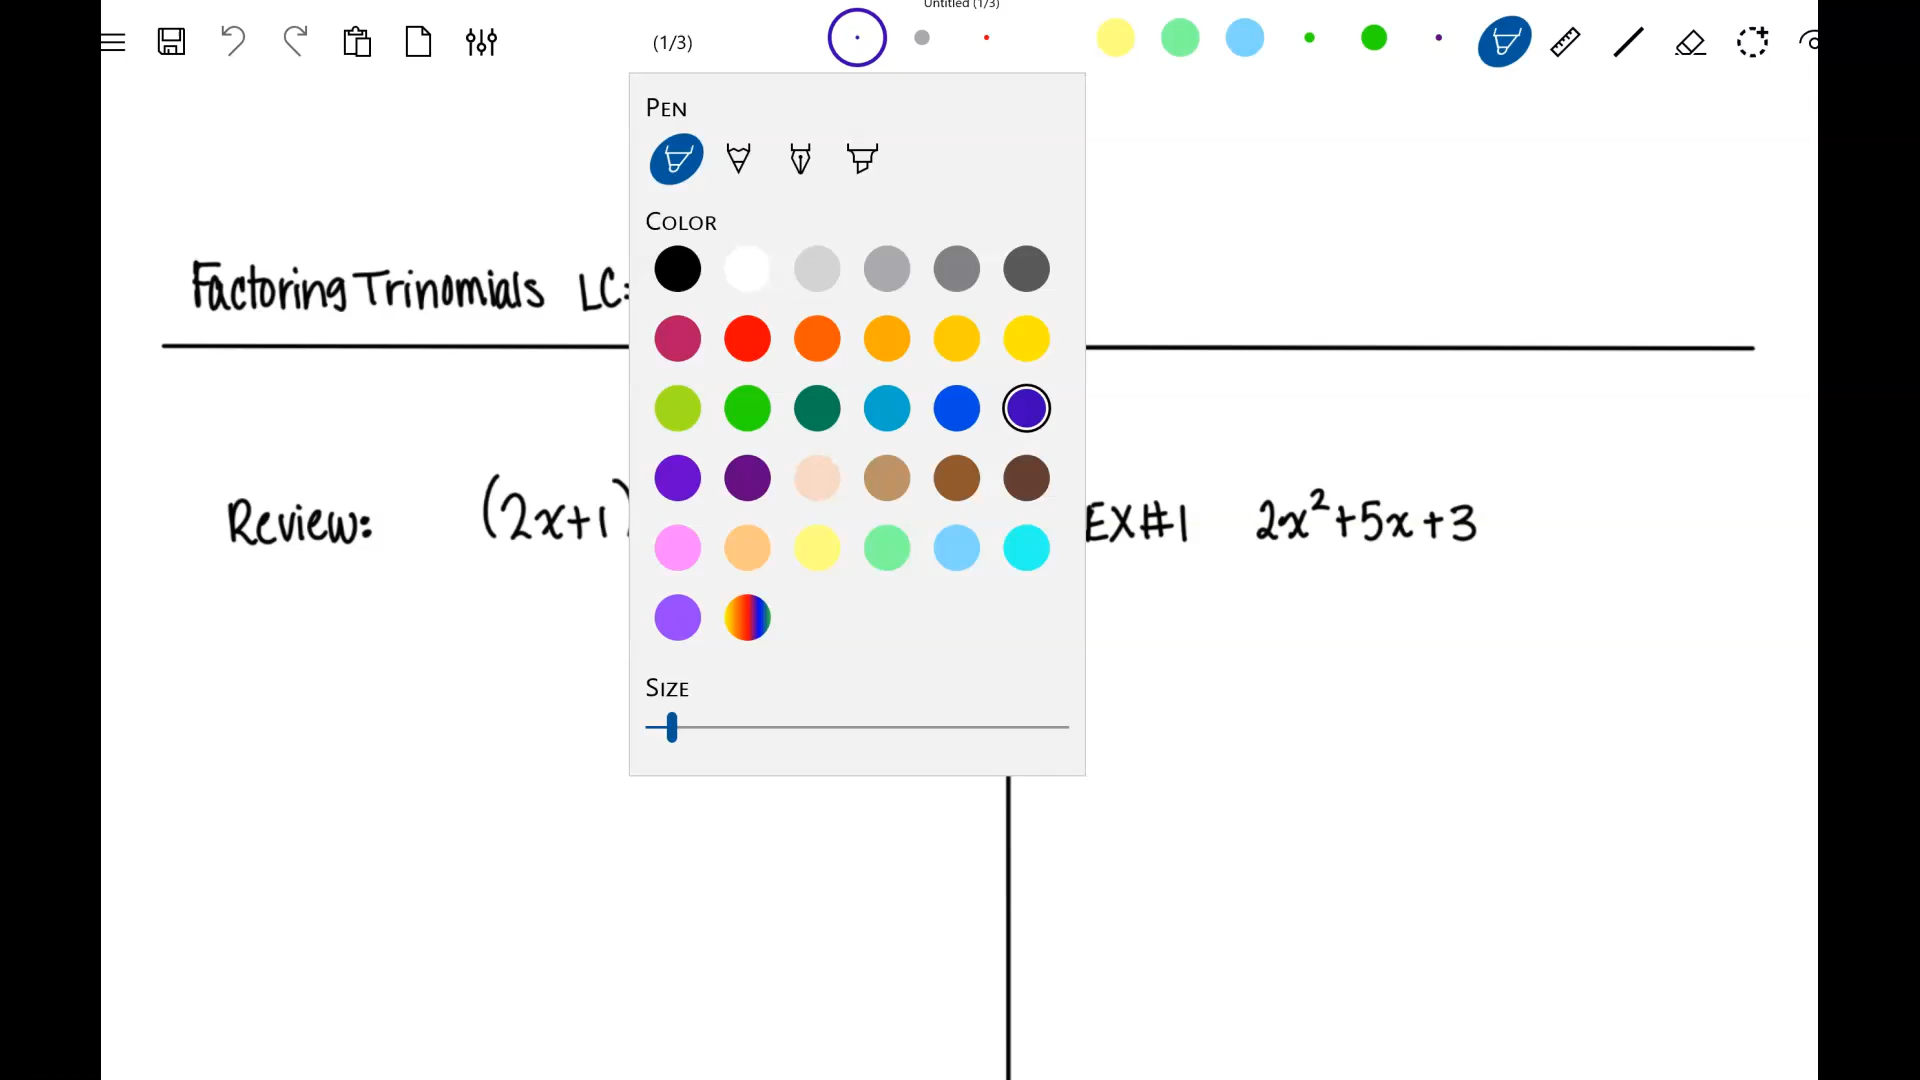 Untitled (1/3)
(1/3)
PEN
COLOR
Factoring Trinomials LC:
Review: (2x+1)
EX#1 2x²+5x+3
SIZE